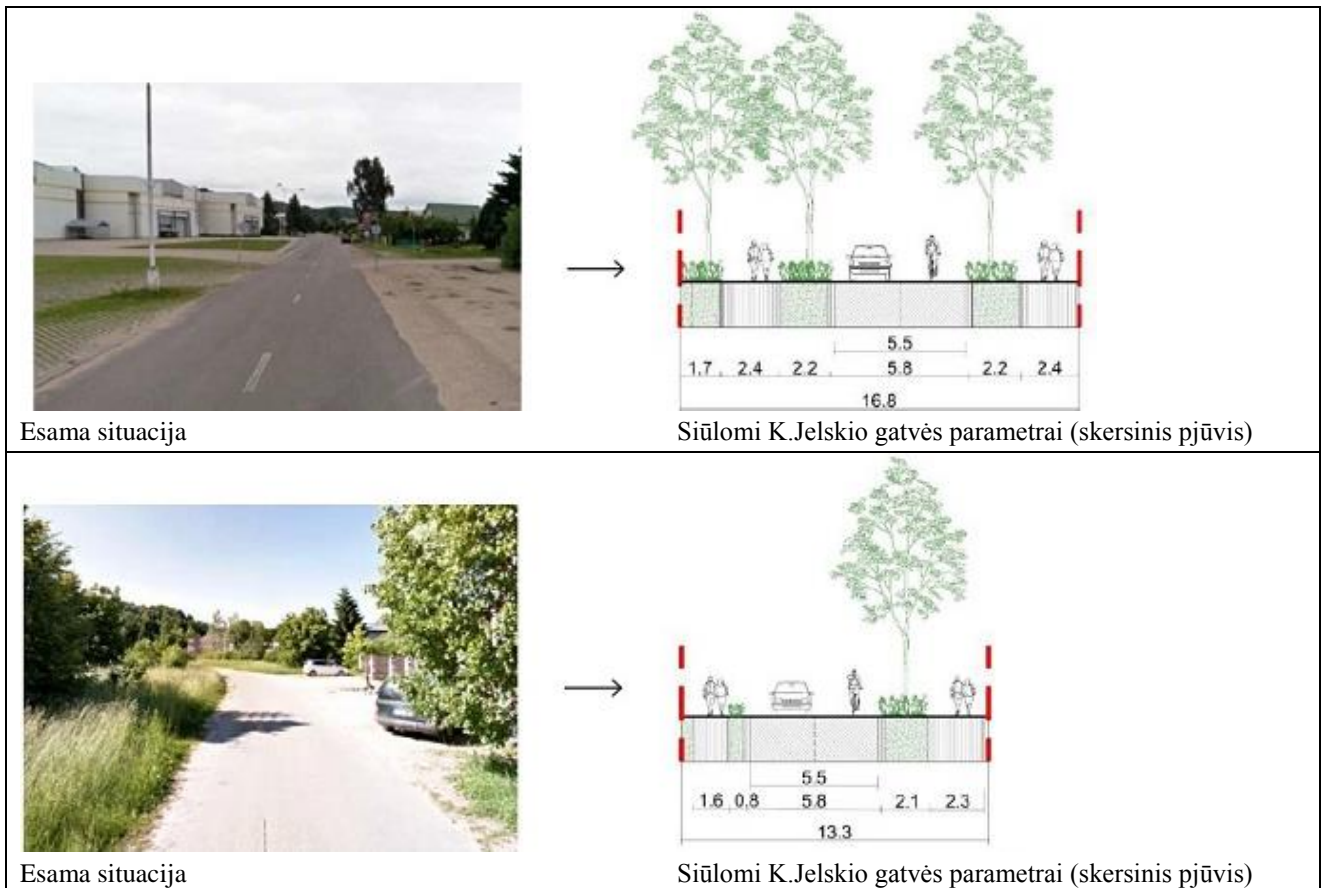 5.5
1.7 2.4 2.2 5.8 2.2 2.4
16.8
Esama situacija
Siūlomi K.Jelskio gatvės parametrai (skersinis pjūvis)
5.5
1.6 0.8 5.8 2.1 2.3
13.3
Esama situacija
Siūlomi K.Jelskio gatvės parametrai (skersinis pjūvis)